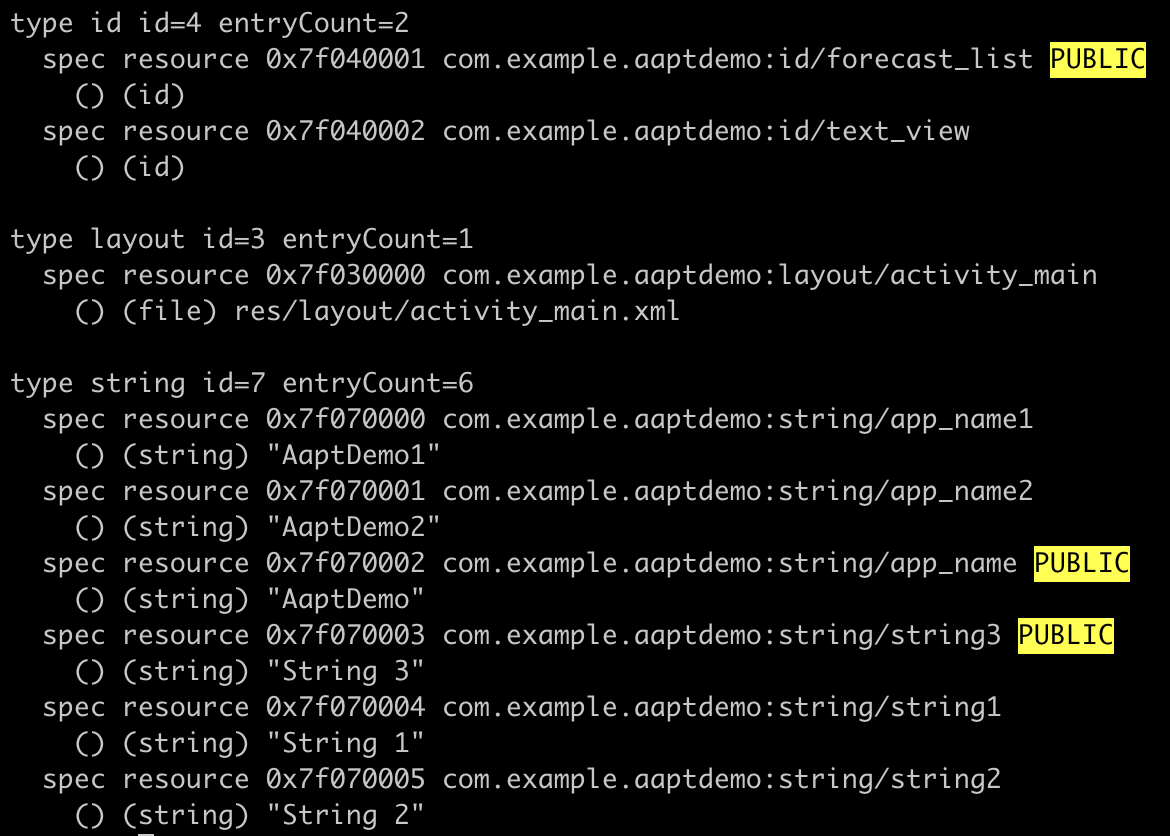 type id id=4 entryCount=2
  spec resource 0x7f040001 com.example.aaptdemo:id/forecast_list PUBLIC
    () (id)
  spec resource 0x7f040002 com.example.aaptdemo:id/text_view
    () (id)

type layout id=3 entryCount=1
  spec resource 0x7f030000 com.example.aaptdemo:layout/activity_main
    () (file) res/layout/activity_main.xml

type string id=7 entryCount=6
  spec resource 0x7f070000 com.example.aaptdemo:string/app_name1
    () (string) "AaptDemo1"
  spec resource 0x7f070001 com.example.aaptdemo:string/app_name2
    () (string) "AaptDemo2"
  spec resource 0x7f070002 com.example.aaptdemo:string/app_name PUBLIC
    () (string) "AaptDemo"
  spec resource 0x7f070003 com.example.aaptdemo:string/string3 PUBLIC
    () (string) "String 3"
  spec resource 0x7f070004 com.example.aaptdemo:string/string1
    () (string) "String 1"
  spec resource 0x7f070005 com.example.aaptdemo:string/string2
    () (string) "String 2"